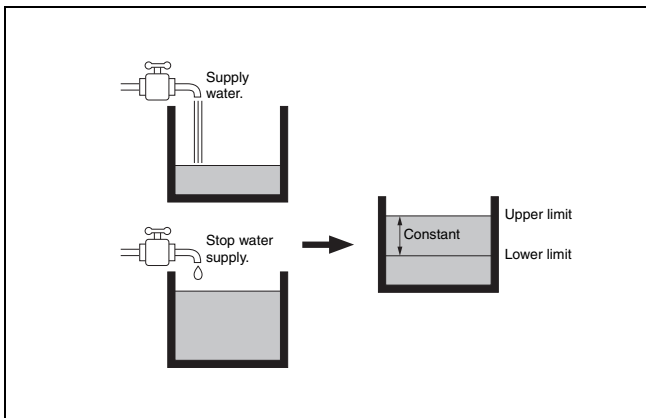 Supply
water.
Stop water
supply.
Upper limit
Constant
Lower limit